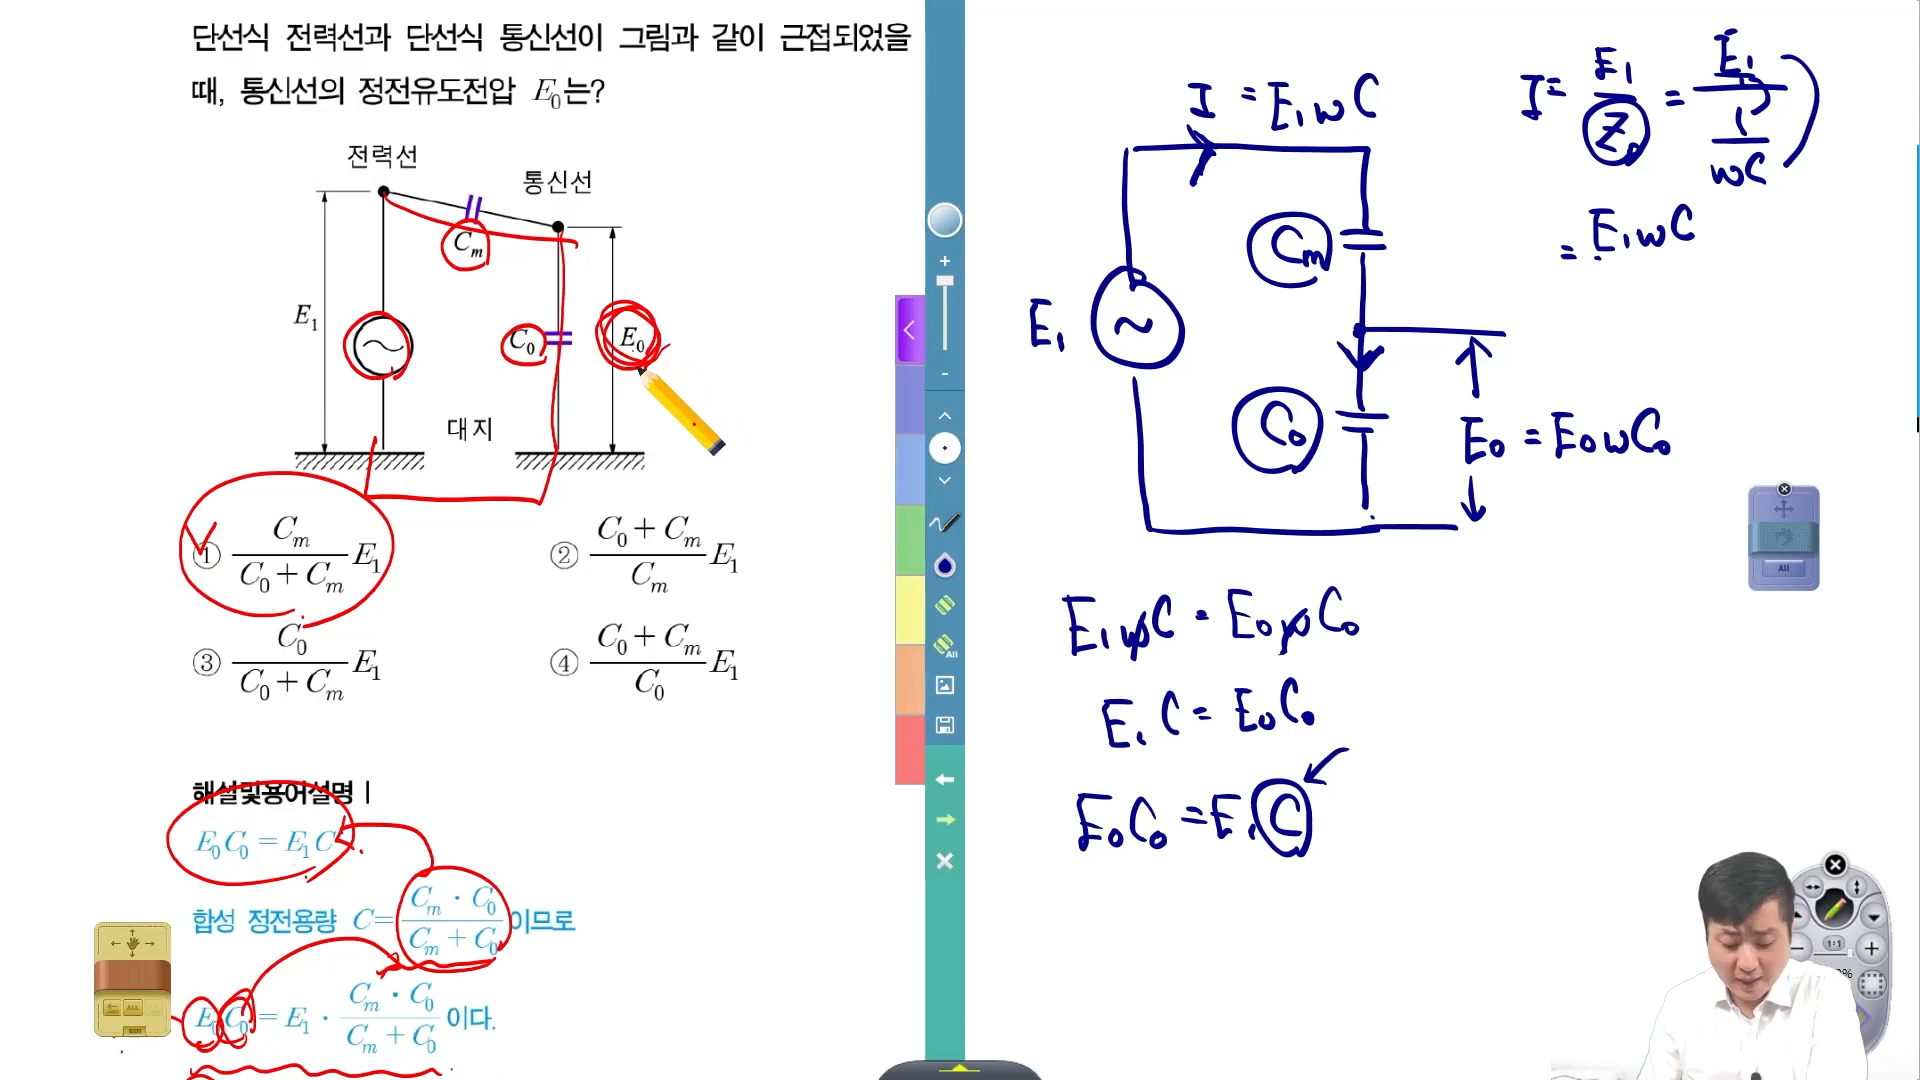 단선식 전력선과 단선식 통신선이 그림과 같이 근접되었을
때, 통신선의 정전유도전압 E₀는?
전력선
통신선
Cₘ
E₁
C₀
E₀
대지
① Cₘ/(C₀ + Cₘ) E₁
② (C₀ + Cₘ)/Cₘ E₁
③ C₀/(C₀ + Cₘ) E₁
④ (C₀ + Cₘ)/C₀ E₁
해설및용어설명 |
E₀C₀ = E₁C
합성 정전용량 C = (Cₘ · C₀)/(Cₘ + C₀) 이므로
E₀C₀ = E₁ · (Cₘ · C₀)/(Cₘ + C₀) 이다.
I = E₁ωC
I = E₁/Z = E₁/(1/ωC)
= E₁ωC
Cₘ
E₁
~
C₀
E₀ = E₀ωC₀
E₁ωC = E₀ωC₀
E₁C = E₀C₀
E₀C₀ = E₁C
All
All
ALL
EXIT
1:1
%